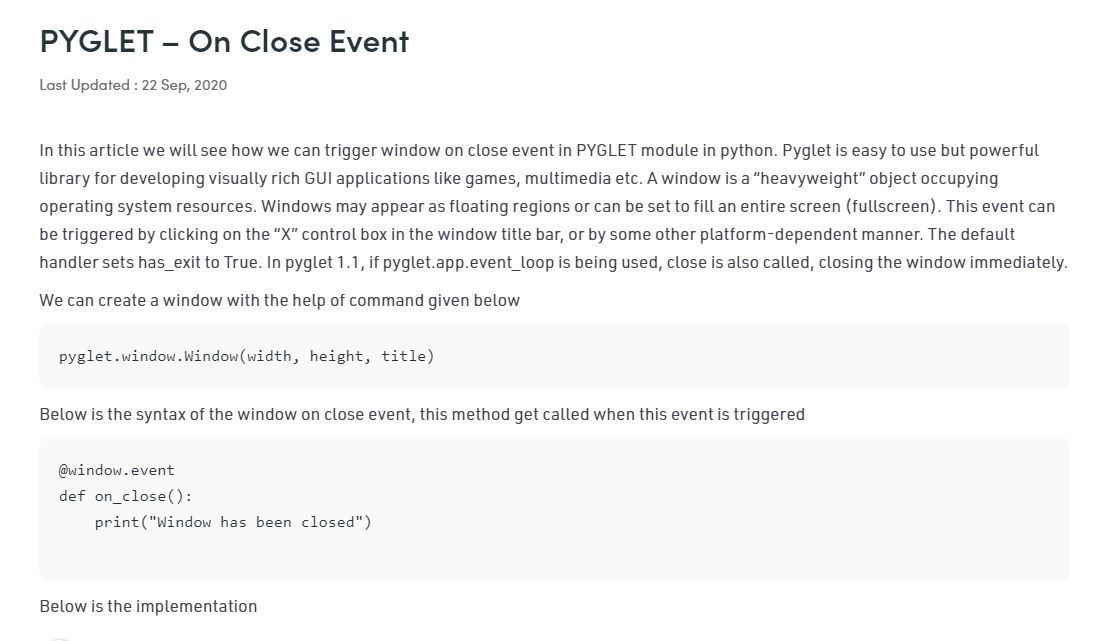 PYGLET – On Close Event
Last Updated : 22 Sep, 2020
In this article we will see how we can trigger window on close event in PYGLET module in python. Pyglet is easy to use but powerful
library for developing visually rich GUI applications like games, multimedia etc. A window is a “heavyweight” object occupying
operating system resources. Windows may appear as floating regions or can be set to fill an entire screen (fullscreen). This event can
be triggered by clicking on the “X” control box in the window title bar, or by some other platform-dependent manner. The default
handler sets has_exit to True. In pyglet 1.1, if pyglet.app.event_loop is being used, close is also called, closing the window immediately.
We can create a window with the help of command given below
pyglet.window.Window(width, height, title)
Below is the syntax of the window on close event, this method get called when this event is triggered
@window.event
def on_close():
    print("Window has been closed")
Below is the implementation